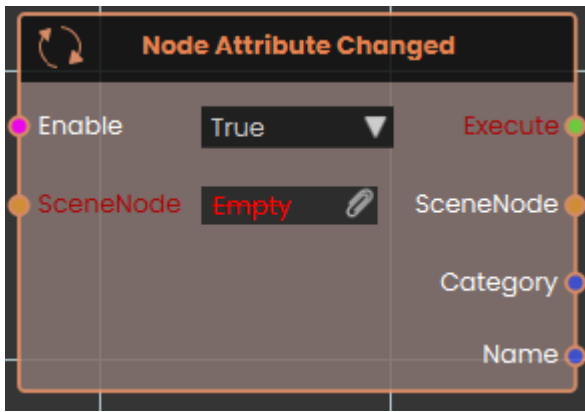 Node Attribute Changed
Enable True Execute
SceneNode Empty SceneNode
Category
Name